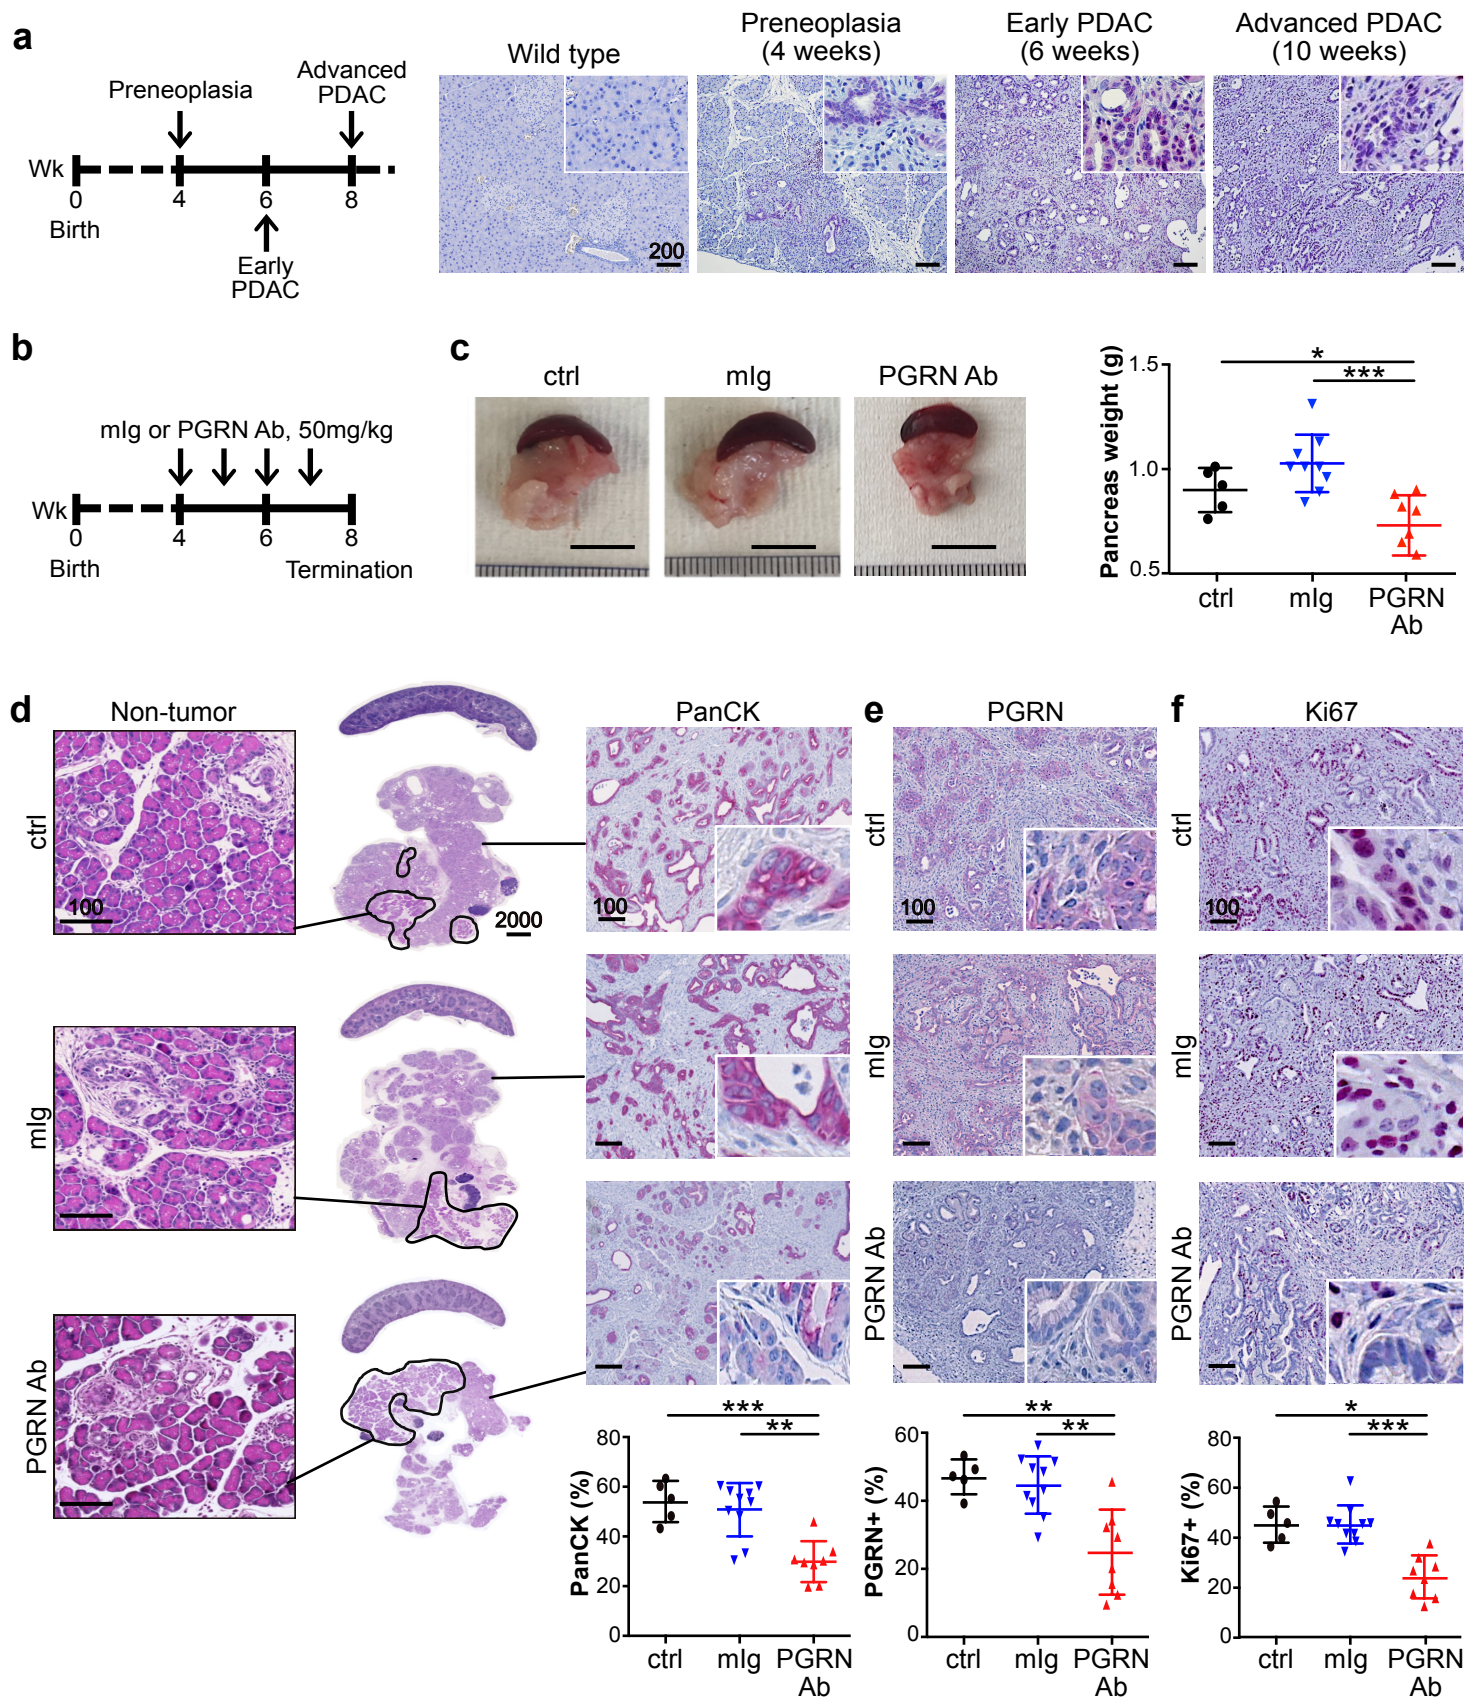 a
Preneoplasia
Advanced
PDAC
Wk
0
4
6
8
Birth
Early
PDAC
Wild type
Preneoplasia
(4 weeks)
Early PDAC
(6 weeks)
Advanced PDAC
(10 weeks)
200
b
mIg or PGRN Ab, 50mg/kg
Wk
0
4
6
8
Birth
Termination
c
ctrl
mIg
PGRN Ab
Pancreas weight (g)
1.5
1.0
0.5
*
***
ctrl
mIg
PGRN
Ab
d
Non-tumor
PanCK
e
PGRN
f
Ki67
ctrl
100
2000
100
ctrl
100
ctrl
100
mIg
mIg
mIg
PGRN Ab
PGRN Ab
PGRN Ab
***
**
PanCK (%)
80
60
40
20
0
ctrl
mIg
PGRN
Ab
**
**
PGRN+ (%)
60
40
20
0
ctrl
mIg
PGRN
Ab
*
***
Ki67+ (%)
80
60
40
20
0
ctrl
mIg
PGRN
Ab